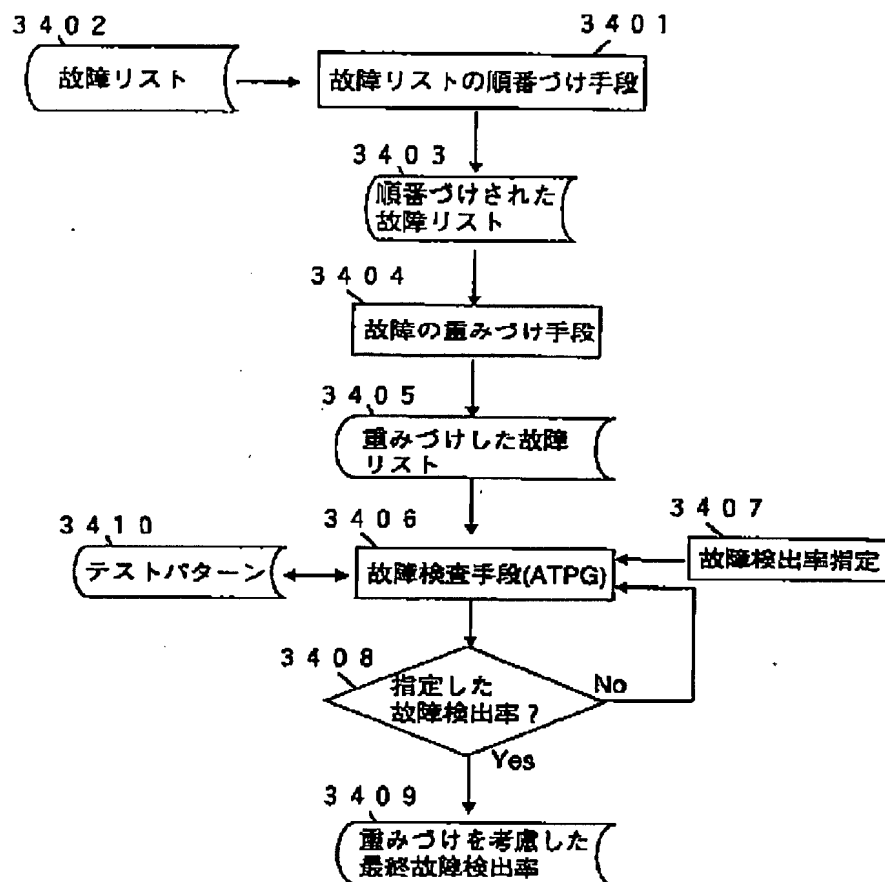 3402
故障リスト
3401
故障リストの順番づけ手段
3403
順番づけされた
故障リスト
3404
故障の重みづけ手段
3405
重みづけした故障
リスト
3410
テストパターン
3406
故障検査手段(ATPG)
3407
故障検出率指定
3408
指定した
故障検出率?
No
Yes
3409
重みづけを考慮した
最終故障検出率